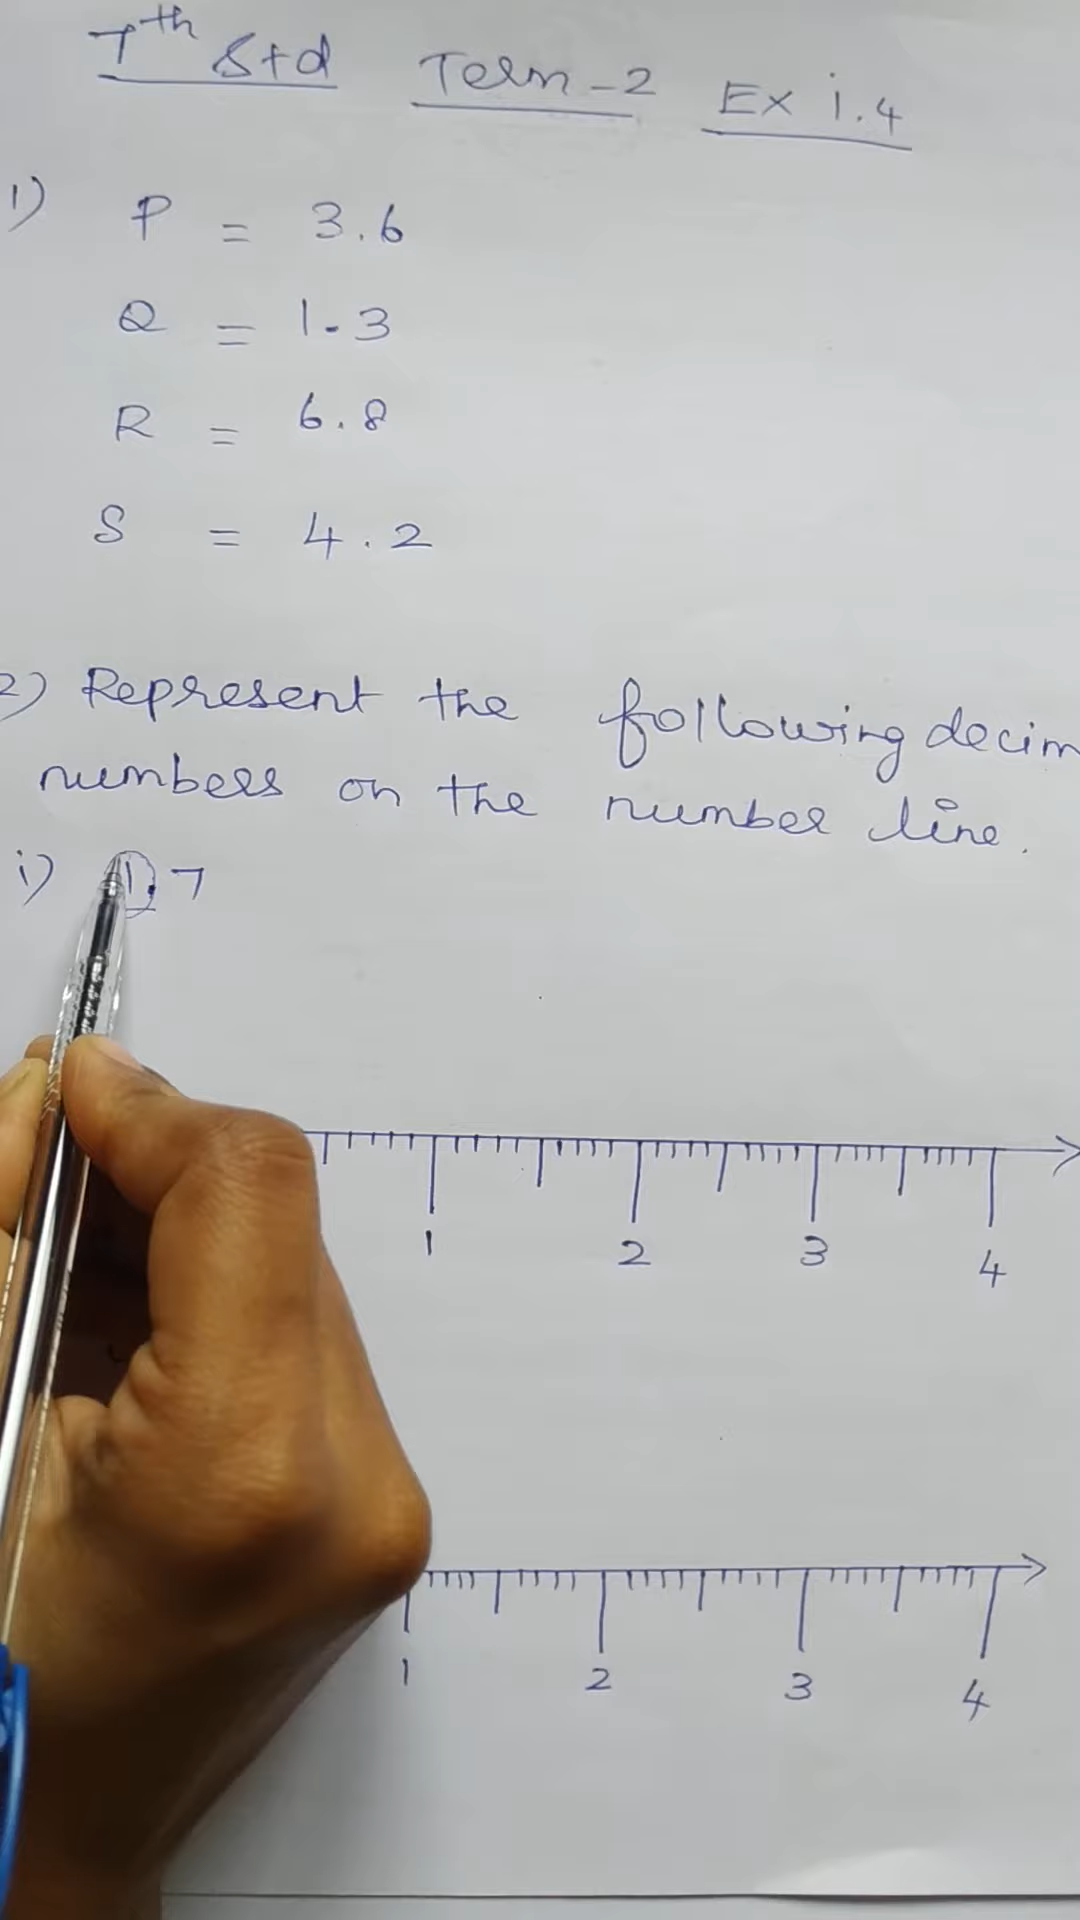 7th Std Term-2 Ex 1.4
1) P = 3.6
Q = 1.3
R = 6.8
S = 4.2
2) Represent the following decim
numbers on the number line.
i) 1.7
1 2 3 4
1 2 3 4